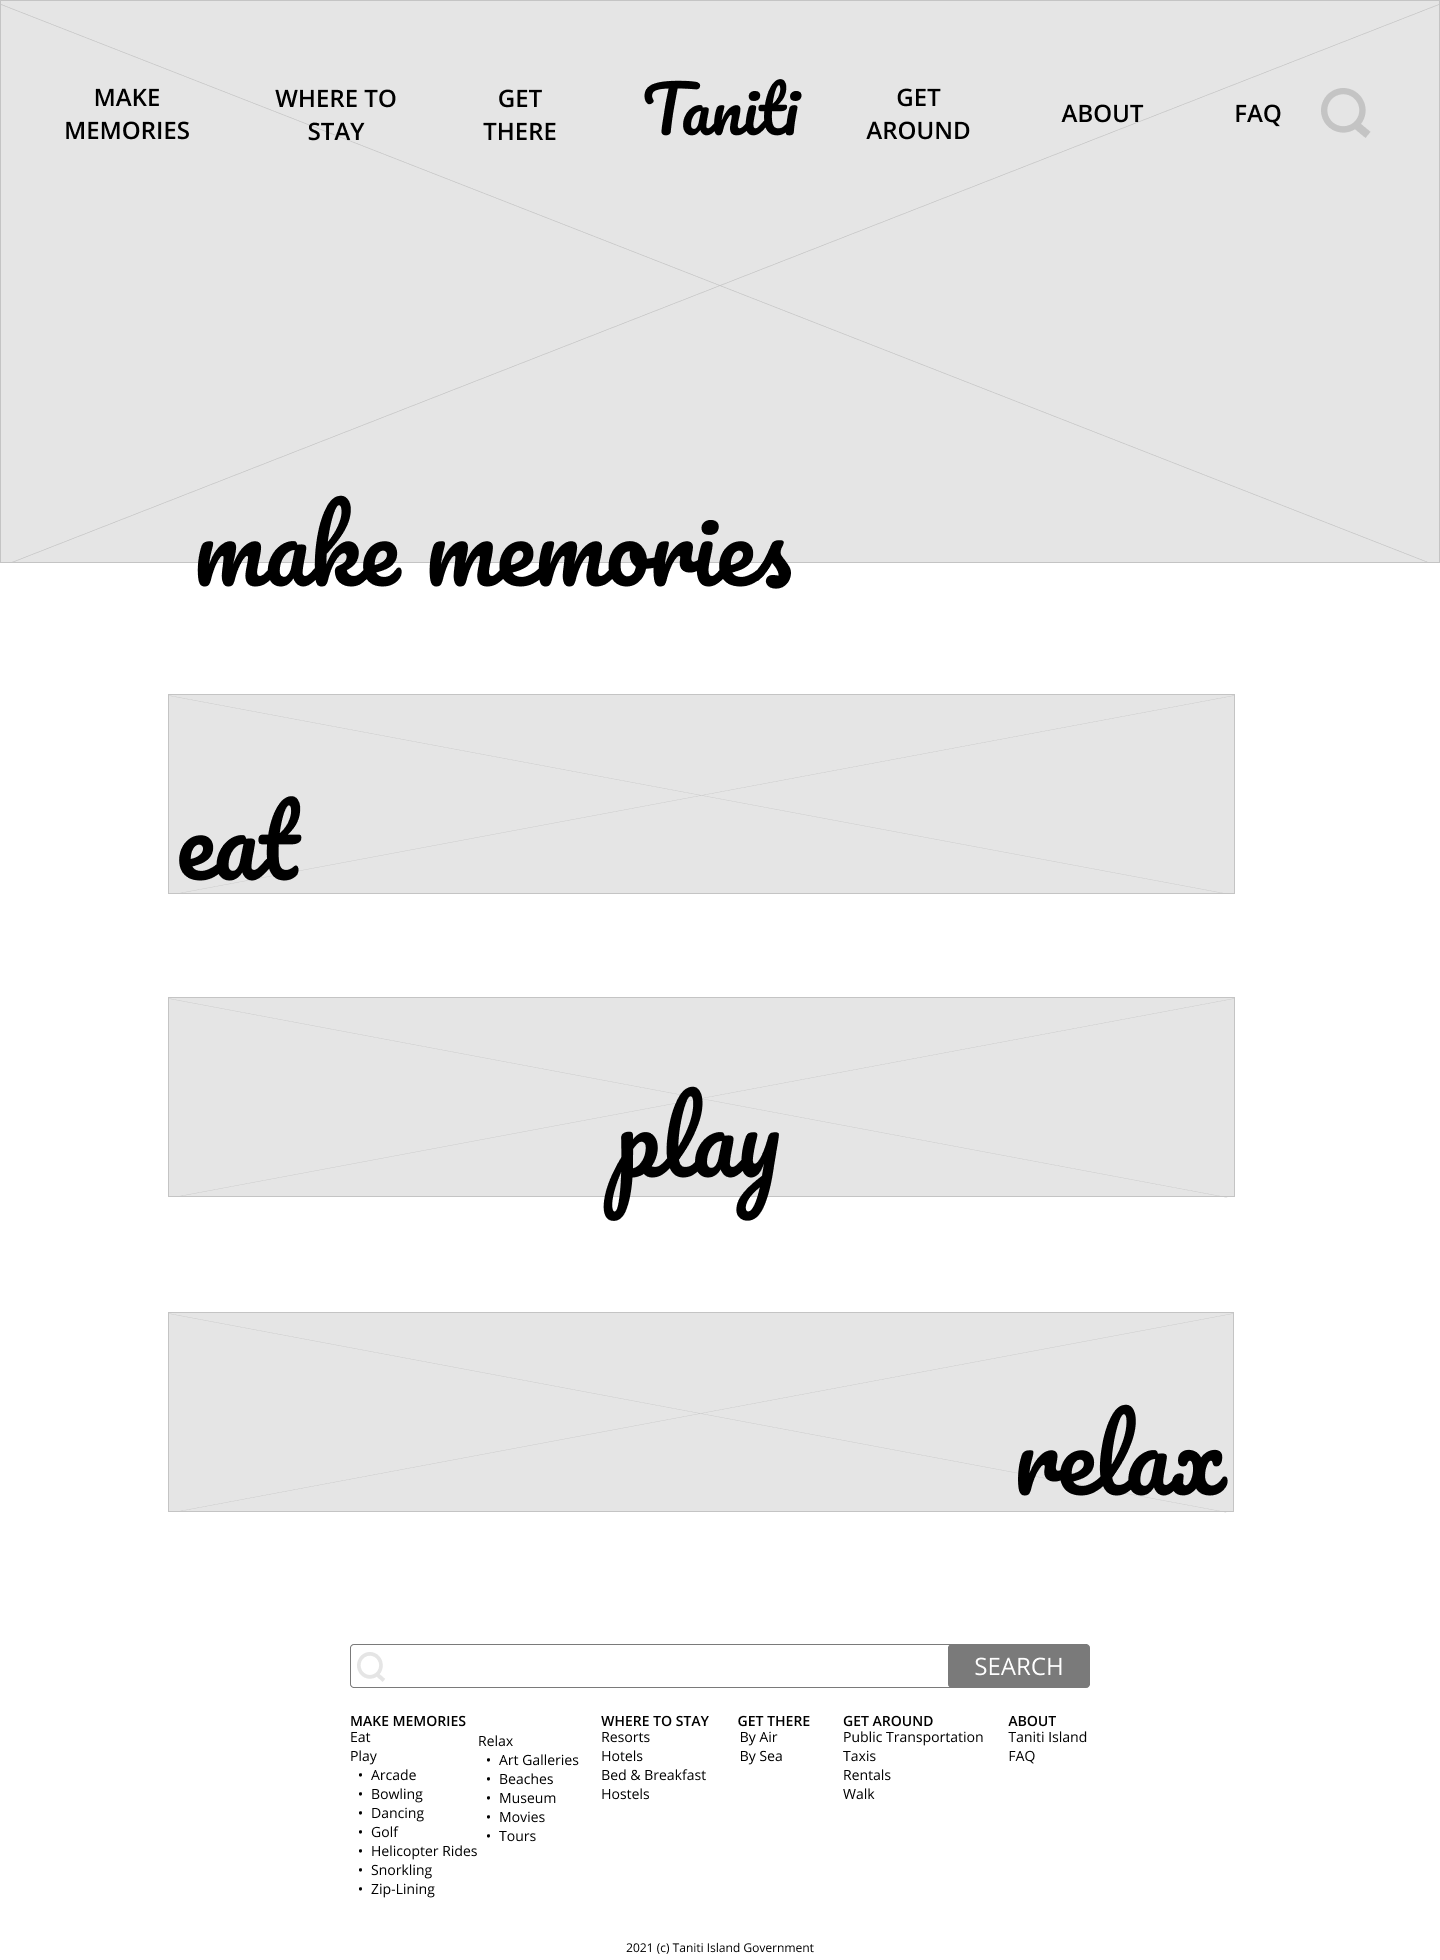 MAKE
MEMORIES
WHERE TO
STAY
GET
THERE
Taniti
GET
AROUND
ABOUT
FAQ
make memories
eat
play
relax
SEARCH
MAKE MEMORIES
Eat
Play
• Arcade
• Bowling
• Dancing
• Golf
• Helicopter Rides
• Snorkling
• Zip-Lining
Relax
• Art Galleries
• Beaches
• Museum
• Movies
• Tours
WHERE TO STAY
Resorts
Hotels
Bed & Breakfast
Hostels
GET THERE
By Air
By Sea
GET AROUND
Public Transportation
Taxis
Rentals
Walk
ABOUT
Taniti Island
FAQ
2021 (c) Taniti Island Government